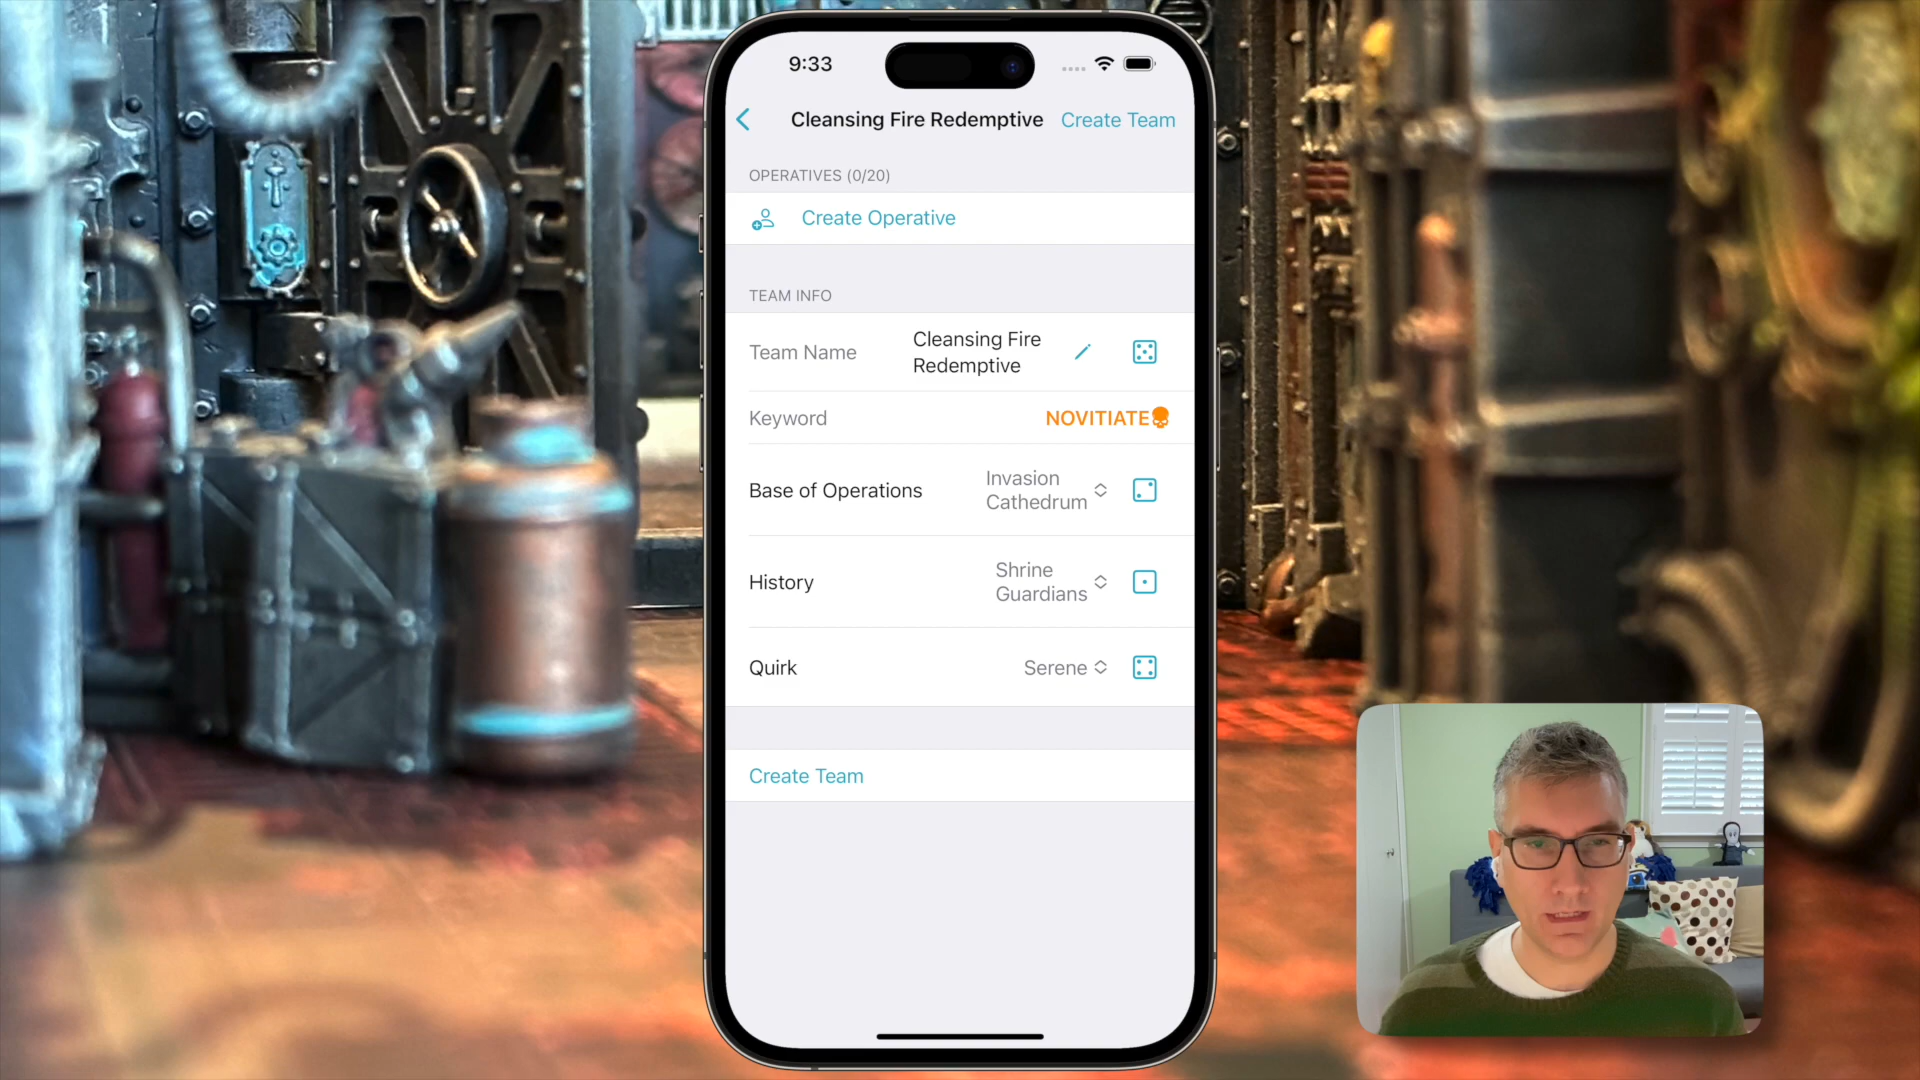 9:33
Cleansing Fire Redemptive
Create Team
OPERATIVES (0/20)
Create Operative
TEAM INFO
Team Name
Cleansing Fire
Redemptive
Keyword
NOVITIATE
Base of Operations
Invasion
Cathedrum
History
Shrine
Guardians
Quirk
Serene
Create Team